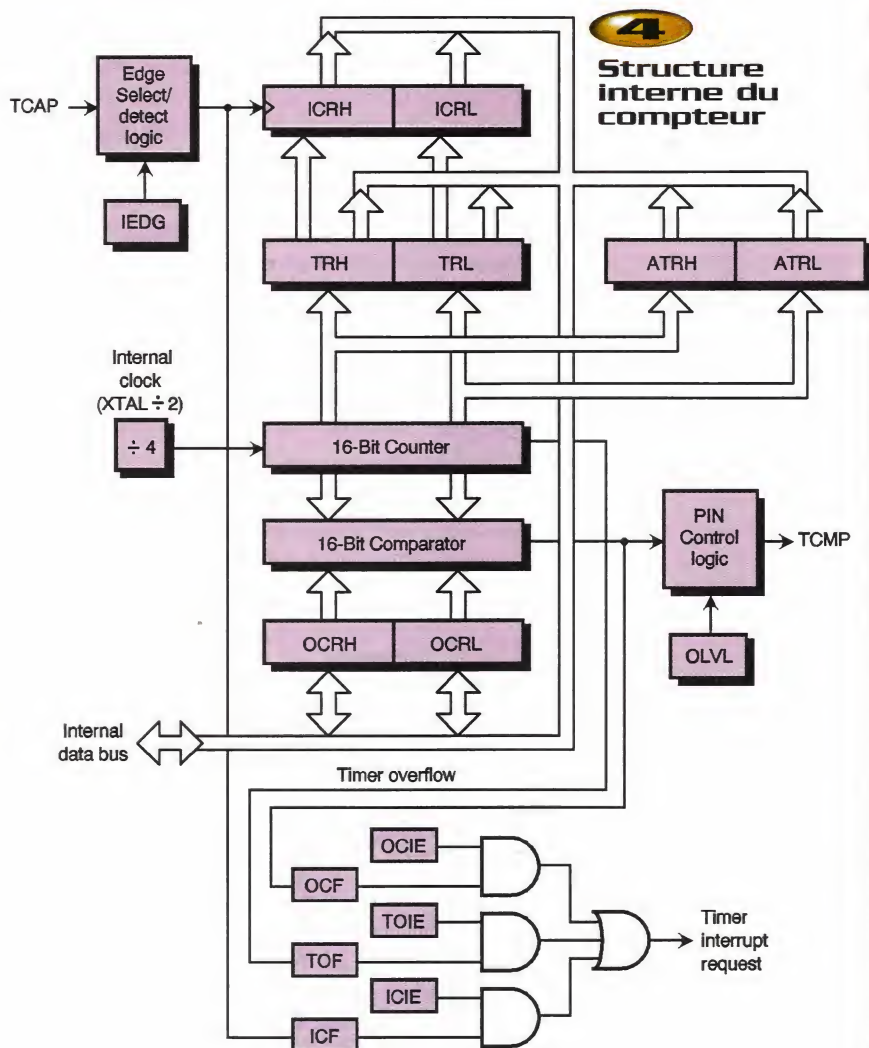 4
Structure
interne du
compteur
TCAP
Edge
Select/
detect
logic
ICRH
ICRL
IEDG
TRH
TRL
ATRH
ATRL
Internal
clock
(XTAL ÷ 2)
÷ 4
16-Bit Counter
16-Bit Comparator
PIN
Control
logic
TCMP
OCRH
OCRL
OLVL
Internal
data bus
Timer overflow
OCIE
OCF
TOIE
TOF
ICIE
ICF
Timer
interrupt
request